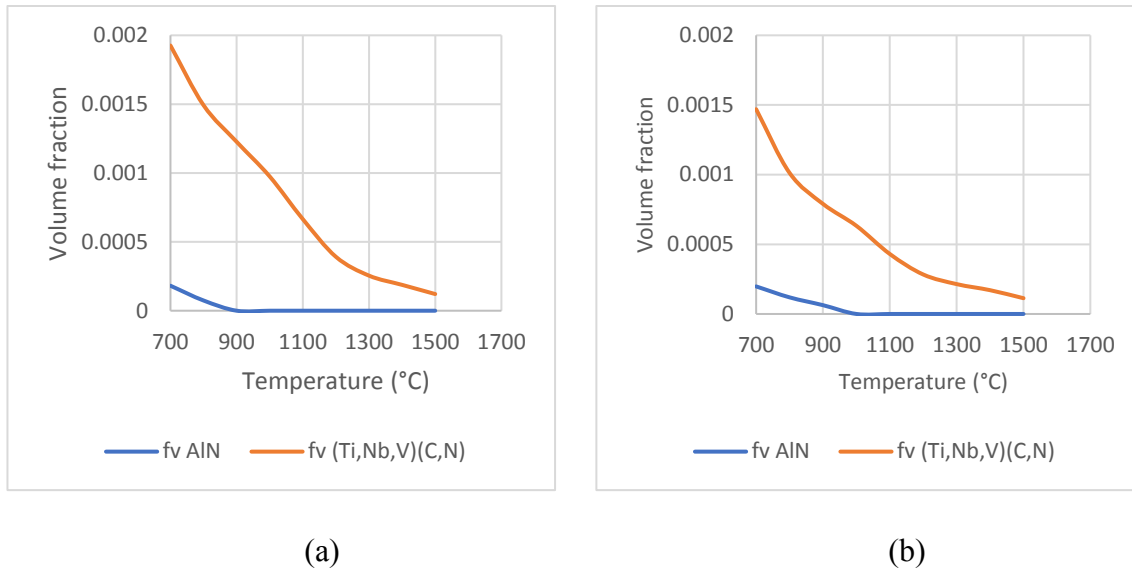 0.002
0.0015
0.001
0.0005
0
Volume fraction
700 900 1100 1300 1500 1700
Temperature (°C)
fv AlN fv (Ti,Nb,V)(C,N)
(a)
0.002
0.0015
0.001
0.0005
0
Volume fraction
700 900 1100 1300 1500 1700
Temperature (°C)
fv AlN fv (Ti,Nb,V)(C,N)
(b)